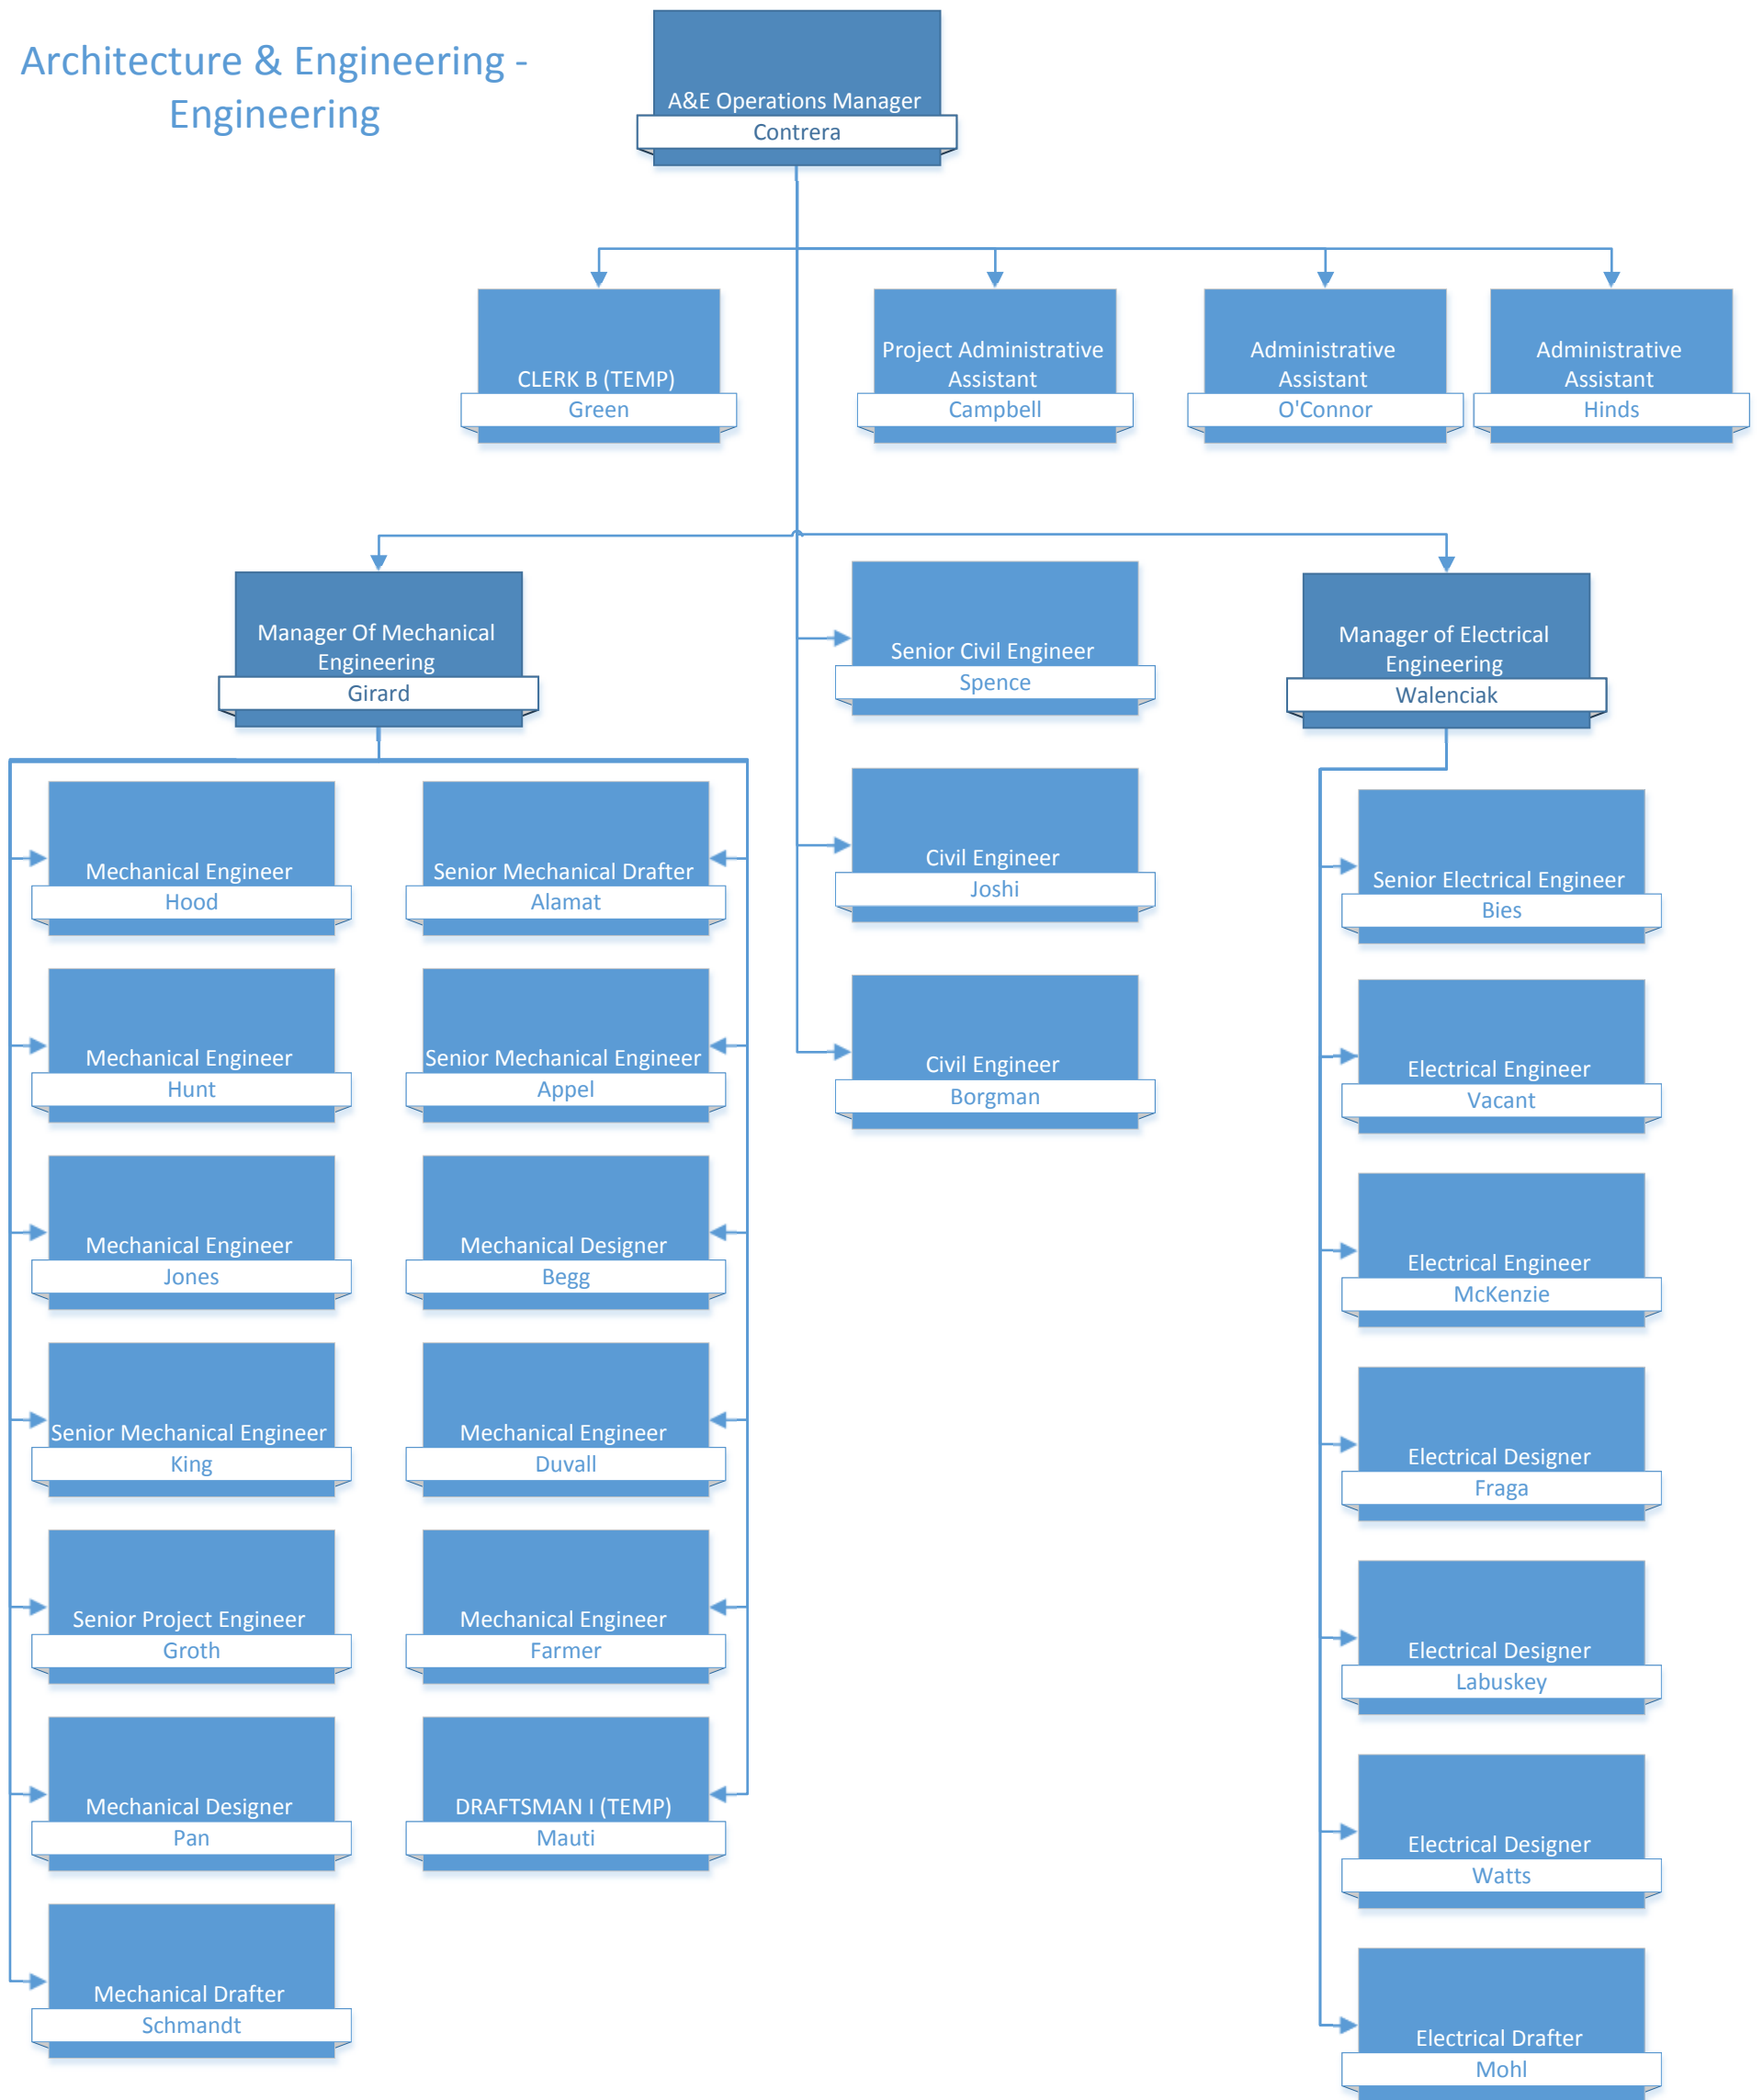 Architecture & Engineering -
Engineering
A&E Operations Manager
Contrera
CLERK B (TEMP)
Green
Project Administrative
Assistant
Campbell
Administrative
Assistant
O'Connor
Administrative
Assistant
Hinds
Manager Of Mechanical
Engineering
Girard
Senior Civil Engineer
Spence
Manager of Electrical
Engineering
Walenciak
Mechanical Engineer
Hood
Senior Mechanical Drafter
Alamat
Civil Engineer
Joshi
Senior Electrical Engineer
Bies
Mechanical Engineer
Hunt
Senior Mechanical Engineer
Appel
Civil Engineer
Borgman
Electrical Engineer
Vacant
Mechanical Engineer
Jones
Mechanical Designer
Begg
Electrical Engineer
McKenzie
Senior Mechanical Engineer
King
Mechanical Engineer
Duvall
Electrical Designer
Fraga
Senior Project Engineer
Groth
Mechanical Engineer
Farmer
Electrical Designer
Labuskey
Mechanical Designer
Pan
DRAFTSMAN I (TEMP)
Mauti
Electrical Designer
Watts
Mechanical Drafter
Schmandt
Electrical Drafter
Mohl